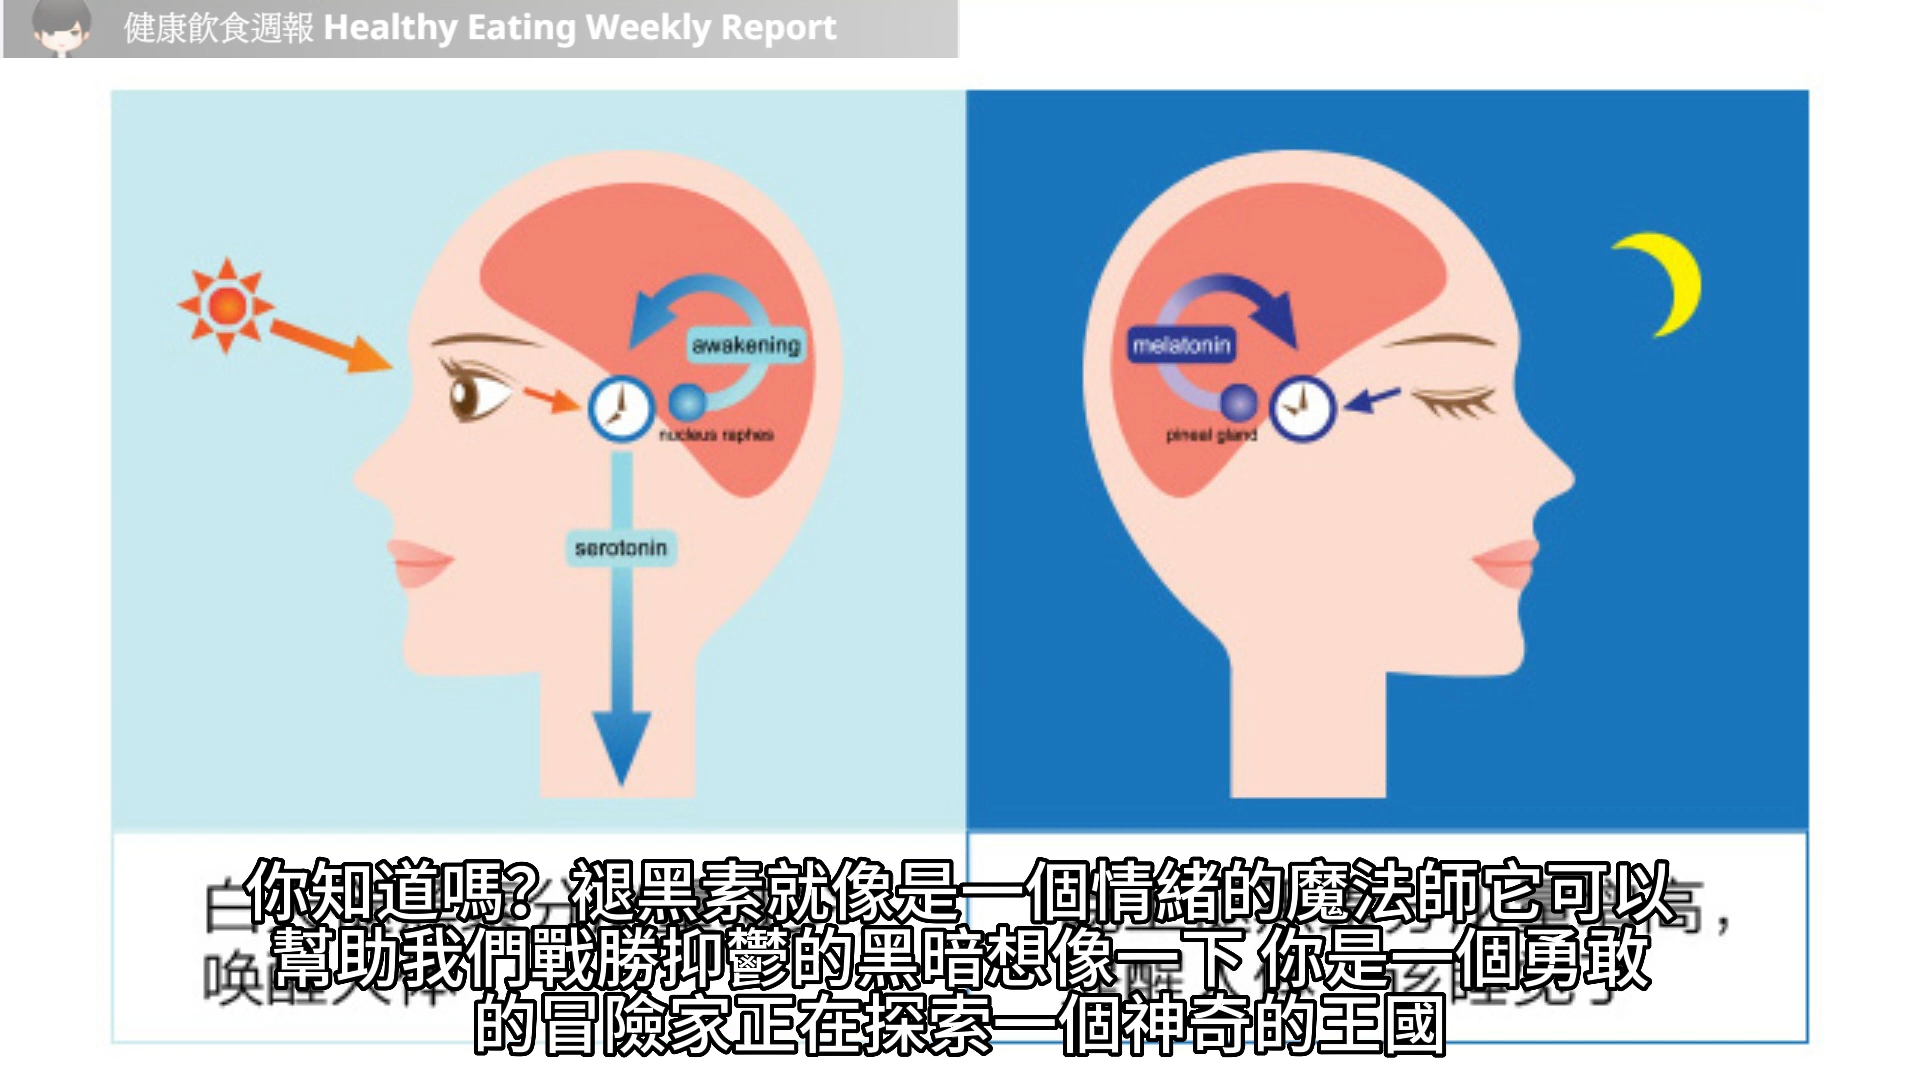 健康飲食週報 Healthy Eating Weekly Report
awakening
nucleus raphes
serotonin
melatonin
pineal gland
你知道嗎？褪黑素就像是一個情緒的魔法師它可以
幫助我們戰勝抑鬱的黑暗想像一下 你是一個勇敢
的冒險家正在探索一個神奇的王國